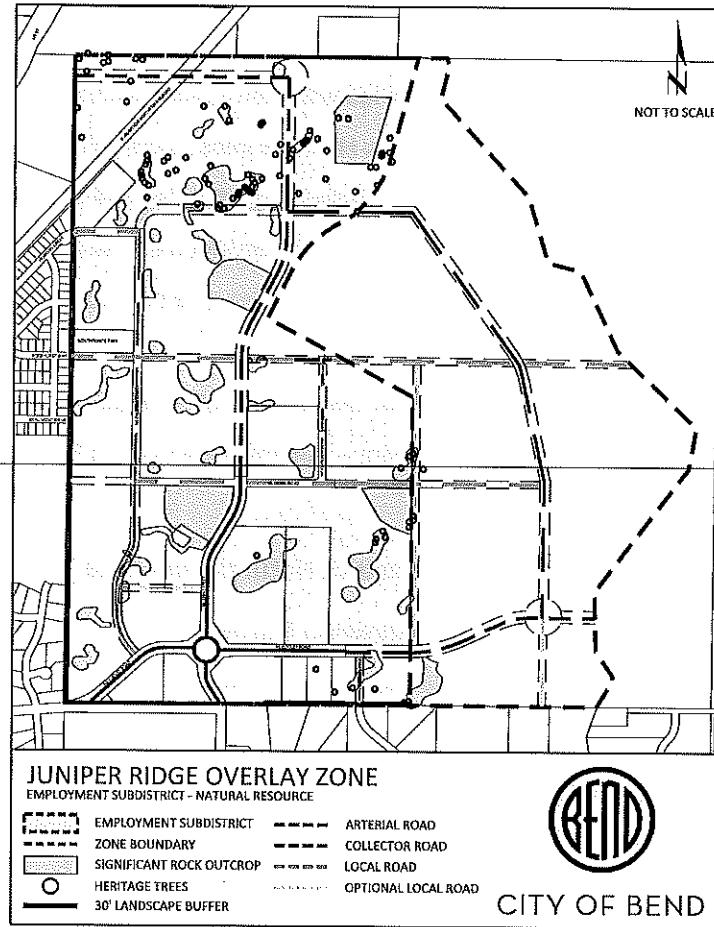 N
NOT TO SCALE
JUNIPER RIDGE OVERLAY ZONE
EMPLOYMENT SUBDISTRICT - NATURAL RESOURCE
EMPLOYMENT SUBDISTRICT
ZONE BOUNDARY
SIGNIFICANT ROCK OUTCROP
HERITAGE TREES
30' LANDSCAPE BUFFER
ARTERIAL ROAD
COLLECTOR ROAD
LOCAL ROAD
OPTIONAL LOCAL ROAD
BEND
CITY OF BEND